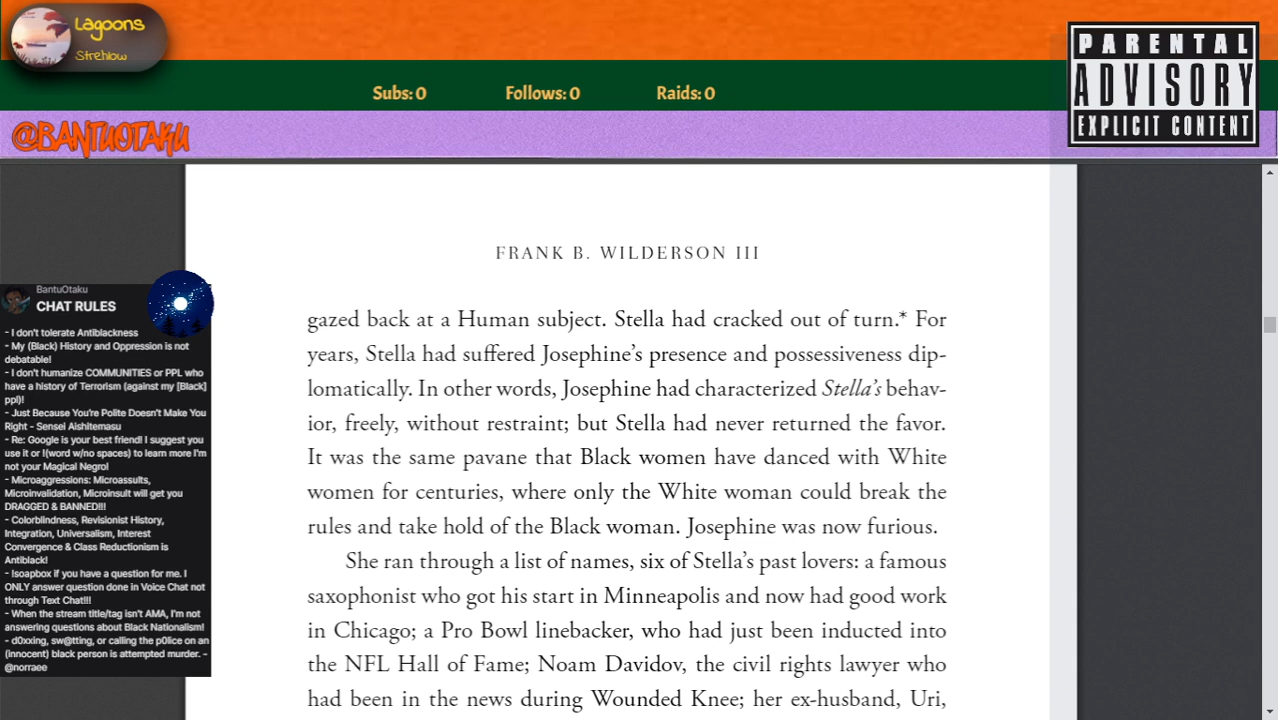 Lagoons
Strehlow
PARENTAL
ADVISORY
EXPLICIT CONTENT
Subs: 0
Follows: 0
Raids: 0
@BANTUOTAKU
FRANK B. WILDERSON III
gazed back at a Human subject. Stella had cracked out of turn.* For
years, Stella had suffered Josephine's presence and possessiveness dip-
lomatically. In other words, Josephine had characterized Stella's behav-
ior, freely, without restraint; but Stella had never returned the favor.
It was the same pavane that Black women have danced with White
women for centuries, where only the White woman could break the
rules and take hold of the Black woman. Josephine was now furious.
She ran through a list of names, six of Stella's past lovers: a famous
saxophonist who got his start in Minneapolis and now had good work
in Chicago; a Pro Bowl linebacker, who had just been inducted into
the NFL Hall of Fame; Noam Davidov, the civil rights lawyer who
had been in the news during Wounded Knee; her ex-husband, Uri,
BantuOtaku
CHAT RULES
- I don't tolerate Antiblackness
- My (Black) History and Oppression is not
debatable!
- I don't humanize COMMUNITIES or PPL who
have a history of Terrorism (against my [Black]
ppl)!
- Just Because You're Polite Doesn't Make You
Right - Sensei Aishitemasu
- Re: Google is your best friend! I suggest you
use it or !(word w/no spaces) to learn more I'm
not your Magical Negro!
- Microaggressions: Microassults,
Microinvalidation, Microinsult will get you
DRAGGED & BANNED!!!
- Colorblindness, Revisionist History,
Integration, Universalism, Interest
Convergence & Class Reductionism is
Antiblack!
- !soapbox if you have a question for me. I
ONLY answer question done in Voice Chat not
through Text Chat!!!
- When the stream title/tag isn't AMA, I'm not
answering questions about Black Nationalism!
- d0xxing, sw@tting, or calling the p0lice on an
(innocent) black person is attempted murder. -
@norraee